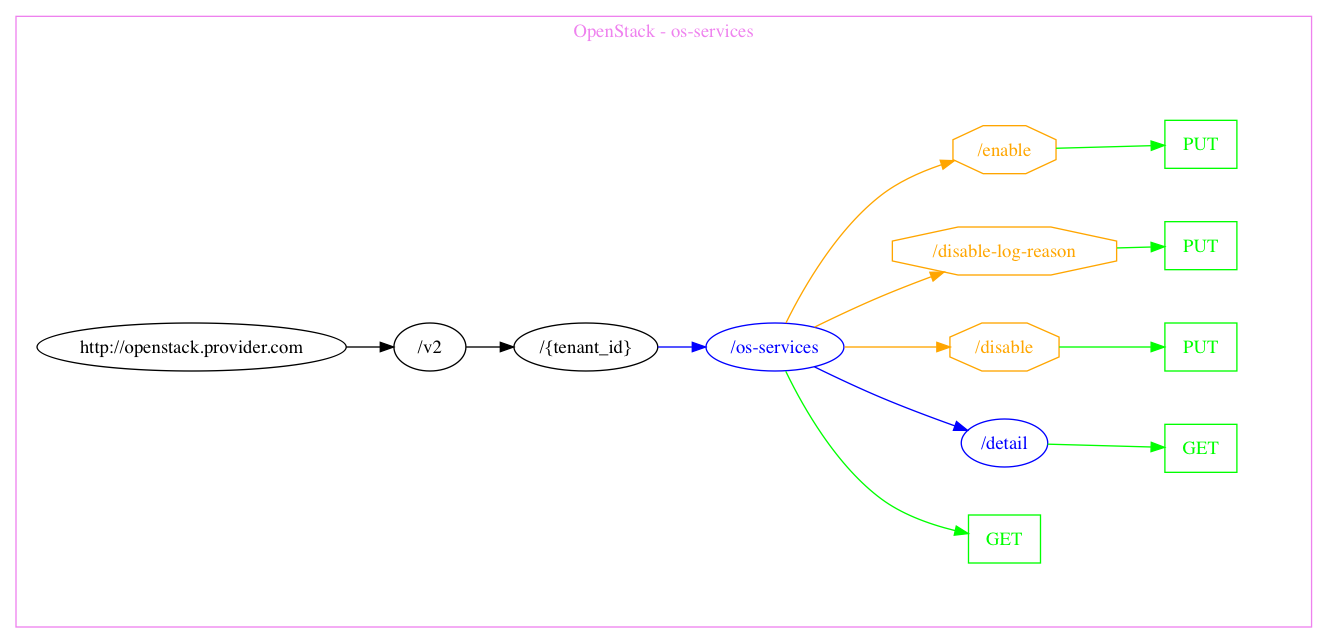 OpenStack - os-services
/enable
PUT
/disable-log-reason
PUT
http://openstack.provider.com
/v2
/{tenant_id}
/os-services
/disable
PUT
/detail
GET
GET